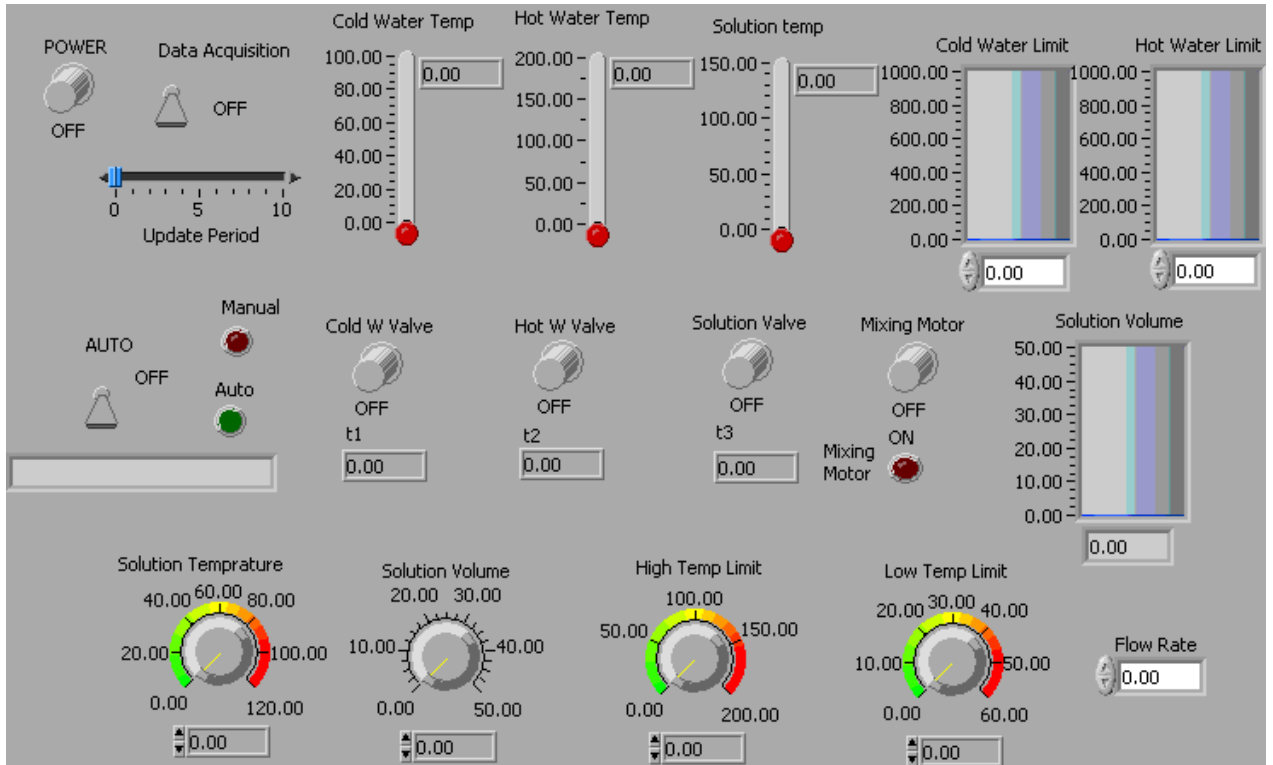 POWER
OFF
Data Acquisition
OFF
0 5 10
Update Period
Cold Water Temp
100.00
80.00
60.00
40.00
20.00
0.00
0.00
Hot Water Temp
200.00
150.00
100.00
50.00
0.00
0.00
Solution temp
150.00
100.00
50.00
0.00
0.00
Cold Water Limit
1000.00
800.00
600.00
400.00
200.00
0.00
0.00
Hot Water Limit
1000.00
800.00
600.00
400.00
200.00
0.00
0.00
AUTO
OFF
Manual
Auto
Cold W Valve
OFF
t1
0.00
Hot W Valve
OFF
t2
0.00
Solution Valve
OFF
t3
0.00
Mixing Motor
OFF
ON
Mixing
Motor
Solution Volume
50.00
40.00
30.00
20.00
10.00
0.00
0.00
Solution Temprature
0.00 20.00 40.00 60.00 80.00 100.00 120.00
0.00
Solution Volume
0.00 10.00 20.00 30.00 40.00 50.00
0.00
High Temp Limit
0.00 50.00 100.00 150.00 200.00
0.00
Low Temp Limit
0.00 10.00 20.00 30.00 40.00 50.00 60.00
0.00
Flow Rate
0.00